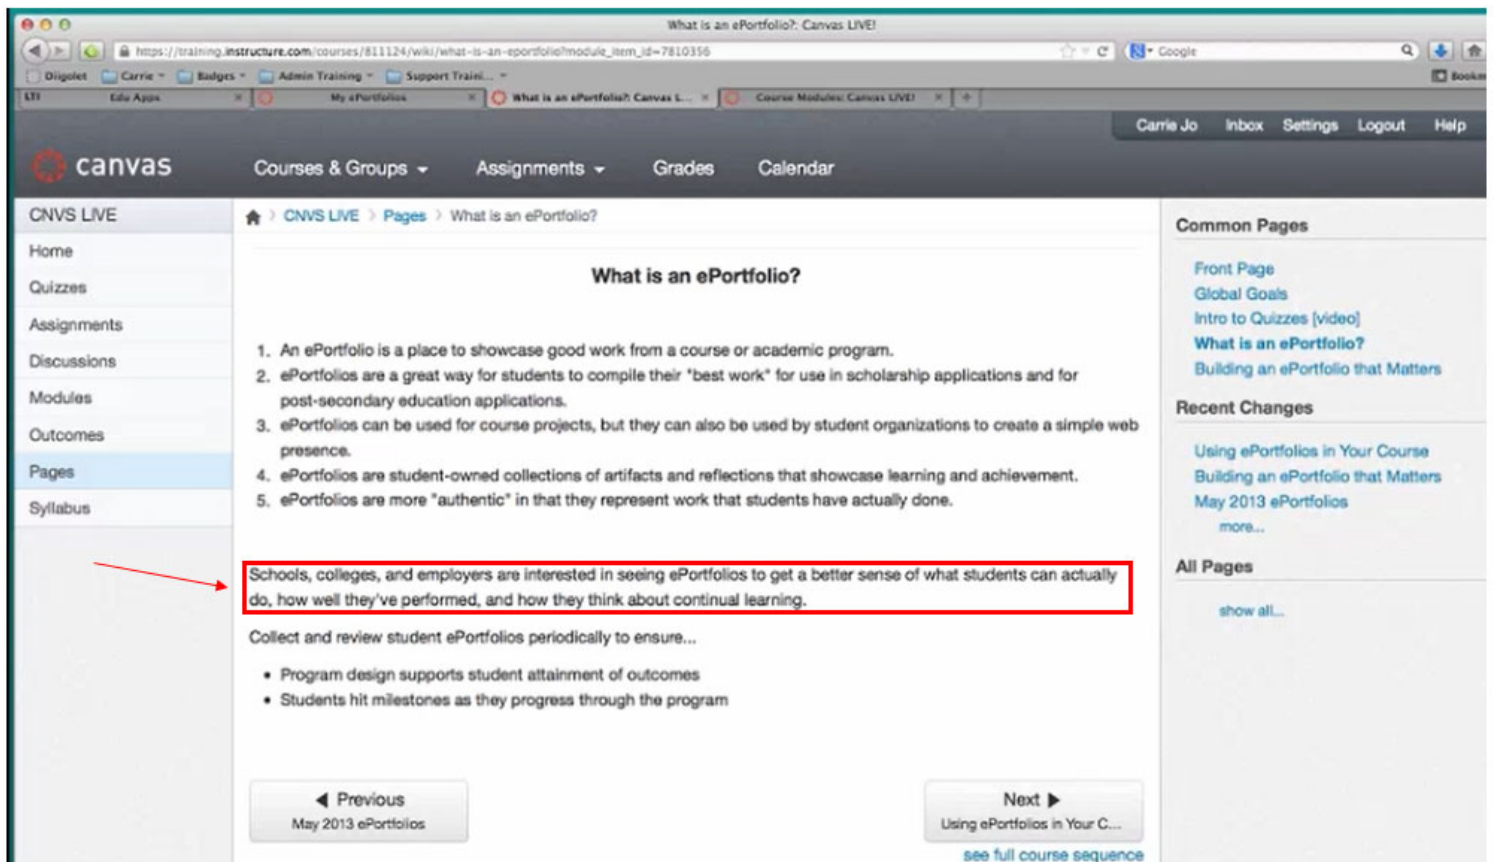 What is an ePortfolio?: Canvas LIVE!
https://training.instructure.com/courses/811124/wiki/what-is-an-eportfolio?module_item_id=7810356
Google
Diigolet Carrie Badges Admin Training Support Traini... Bookm
LTI Edu Apps My ePortfolios What is an ePortfolio?: Canvas L... Course Modules: Canvas LIVE!
Carrie Jo Inbox Settings Logout Help
canvas Courses & Groups Assignments Grades Calendar
CNVS LIVE
Home
Quizzes
Assignments
Discussions
Modules
Outcomes
Pages
Syllabus
CNVS LIVE > Pages > What is an ePortfolio?
What is an ePortfolio?
1. An ePortfolio is a place to showcase good work from a course or academic program.
2. ePortfolios are a great way for students to compile their "best work" for use in scholarship applications and for
post-secondary education applications.
3. ePortfolios can be used for course projects, but they can also be used by student organizations to create a simple web
presence.
4. ePortfolios are student-owned collections of artifacts and reflections that showcase learning and achievement.
5. ePortfolios are more "authentic" in that they represent work that students have actually done.
Schools, colleges, and employers are interested in seeing ePortfolios to get a better sense of what students can actually
do, how well they've performed, and how they think about continual learning.
Collect and review student ePortfolios periodically to ensure...
• Program design supports student attainment of outcomes
• Students hit milestones as they progress through the program
Previous
May 2013 ePortfolios
Next
Using ePortfolios in Your C...
see full course sequence
Common Pages
Front Page
Global Goals
Intro to Quizzes [video]
What is an ePortfolio?
Building an ePortfolio that Matters
Recent Changes
Using ePortfolios in Your Course
Building an ePortfolio that Matters
May 2013 ePortfolios
more...
All Pages
show all...